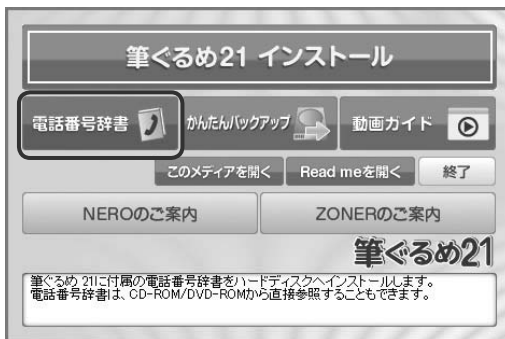 筆ぐるめ21 インストール
電話番号辞書 かんたんバックアップ 動画ガイド
このメディアを開く Read meを開く 終了
NEROのご案内 ZONERのご案内
筆ぐるめ21
筆ぐるめ 21に付属の電話番号辞書をハードディスクへインストールします。
電話番号辞書は、CD-ROM/DVD-ROMから直接参照することもできます。